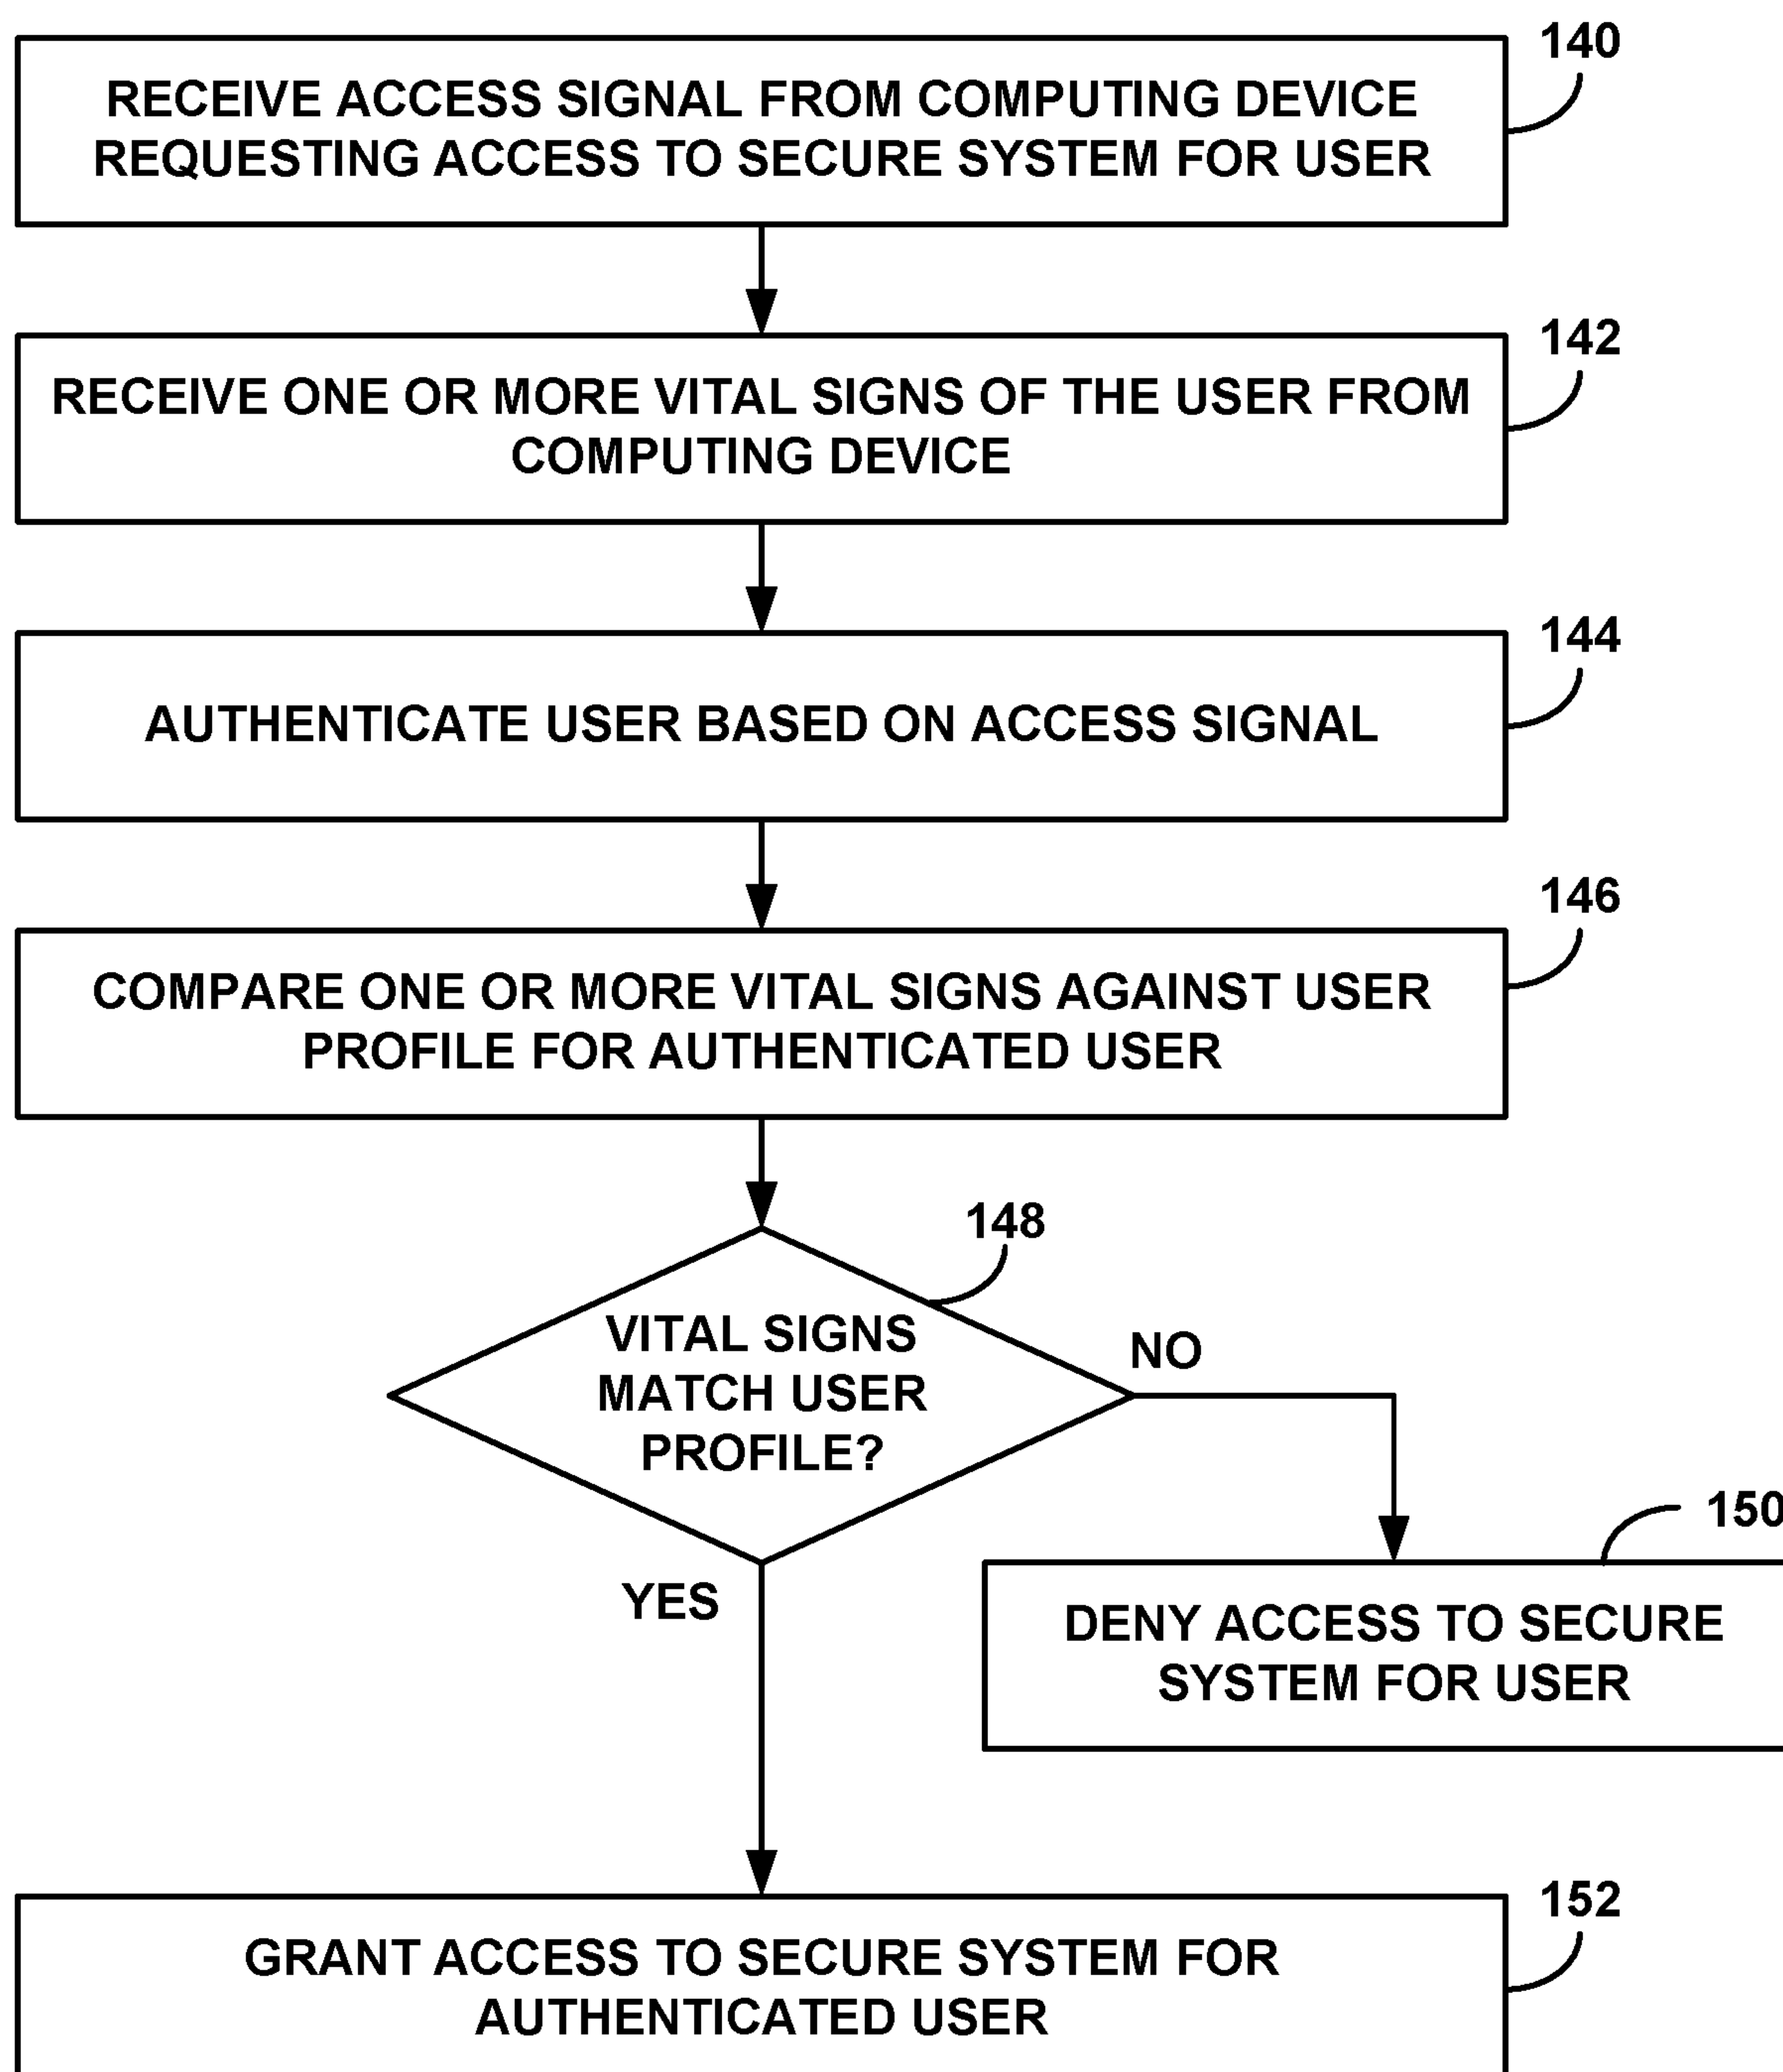 140
RECEIVE ACCESS SIGNAL FROM COMPUTING DEVICE
REQUESTING ACCESS TO SECURE SYSTEM FOR USER
142
RECEIVE ONE OR MORE VITAL SIGNS OF THE USER FROM
COMPUTING DEVICE
144
AUTHENTICATE USER BASED ON ACCESS SIGNAL
146
COMPARE ONE OR MORE VITAL SIGNS AGAINST USER
PROFILE FOR AUTHENTICATED USER
148
VITAL SIGNS
MATCH USER
PROFILE?
NO
150
DENY ACCESS TO SECURE
SYSTEM FOR USER
YES
152
GRANT ACCESS TO SECURE SYSTEM FOR
AUTHENTICATED USER